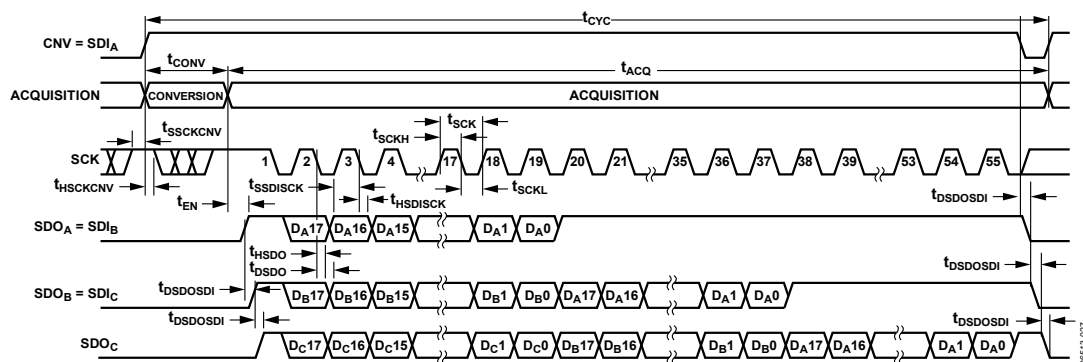 tCYC
CNV = SDIA
tCONV
tACQ
ACQUISITION
CONVERSION
ACQUISITION
tSSCKCNV
tSCK
tSCKH
SCK
1 2 3 4 17 18 19 20 21 35 36 37 38 39 53 54 55
tHSCKCNV
tSSDISCK
tSCKL
tEN
tHSDISCK
tDSDOSDI
SDOA = SDIB
DA17 DA16 DA15 DA1 DA0
tHSDO
tDSDO
tDSDOSDI
tDSDOSDI
SDOB = SDIC
DB17 DB16 DB15 DB1 DB0 DA17 DA16 DA1 DA0
tDSDOSDI
tDSDOSDI
SDOC
DC17 DC16 DC15 DC1 DC0 DB17 DB16 DB1 DB0 DA17 DA16 DA1 DA0